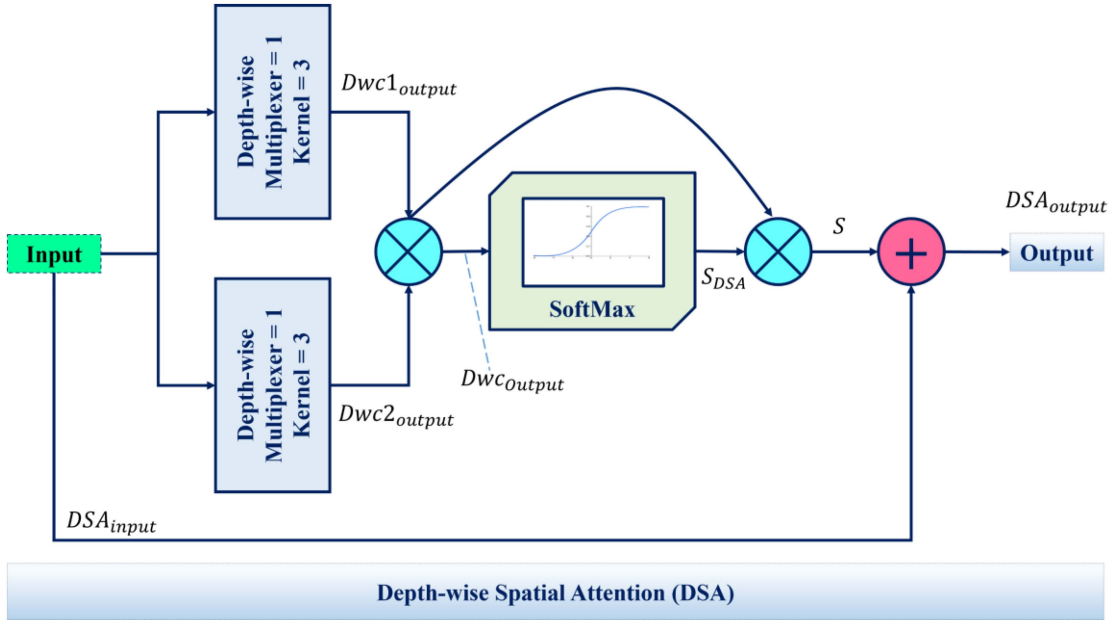 Depth-wise
Multiplexer = 1
Kernel = 3
Dwc1output
DSAoutput
Input
S
Output
SDSA
SoftMax
DwcOutput
Depth-wise
Multiplexer = 1
Kernel = 3
Dwc2output
DSAinput
Depth-wise Spatial Attention (DSA)